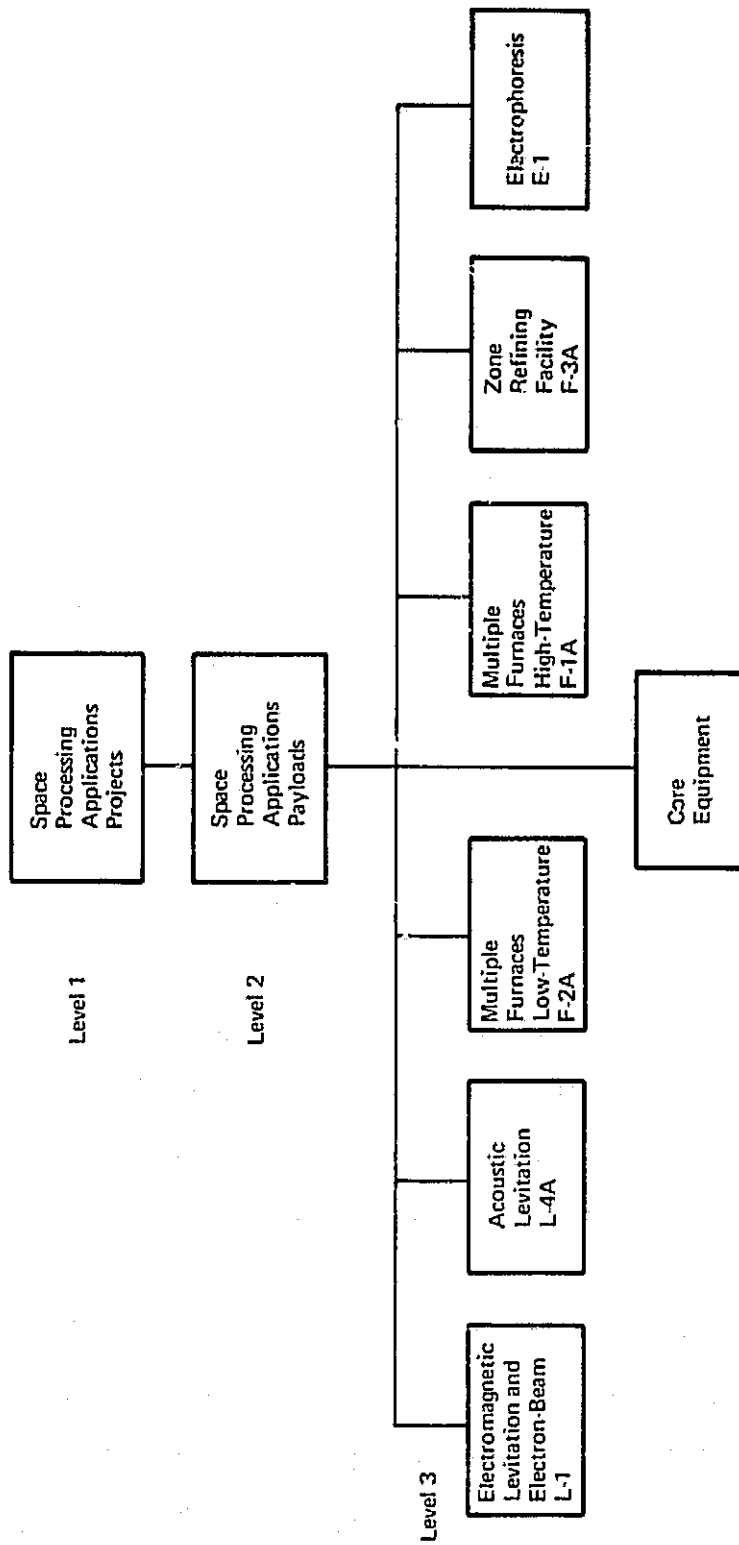 Level 1
Space
Processing
Applications
Projects
Level 2
Space
Processing
Applications
Payloads
Level 3
Electromagnetic
Levitation and
Electron-Beam
L-1
Acoustic
Levitation
L-4A
Multiple
Furnaces
Low-Temperature
F-2A
Multiple
Furnaces
High-Temperature
F-1A
Zone
Refining
Facility
F-3A
Electrophoresis
E-1
Core
Equipment